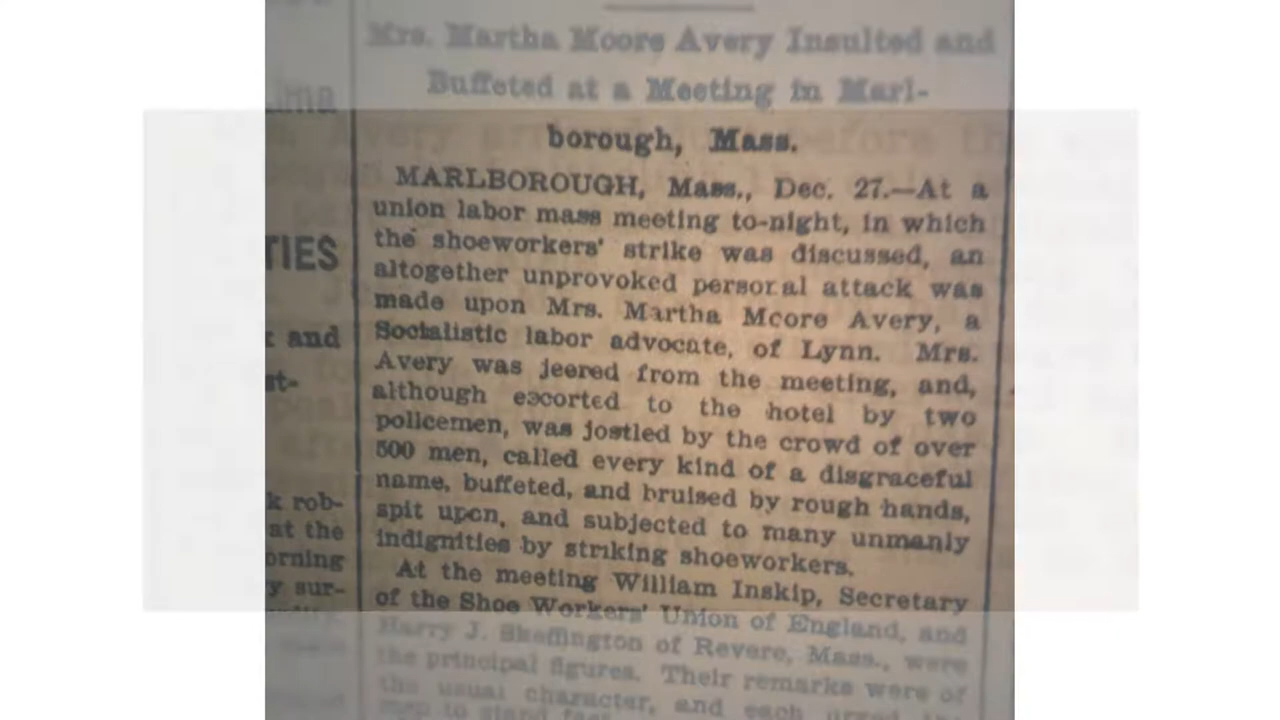 Mrs. Martha Moore Avery Insulted and
Buffeted at a Meeting in Marl-
borough, Mass.
MARLBOROUGH, Mass., Dec. 27.—At a
union labor mass meeting to-night, in which
the shoeworkers' strike was discussed, an
altogether unprovoked personal attack was
made upon Mrs. Martha Moore Avery, a
Socialistic labor advocate, of Lynn. Mrs.
Avery was jeered from the meeting, and,
although escorted to the hotel by two
policemen, was jostled by the crowd of over
500 men, called every kind of a disgraceful
name, buffeted, and bruised by rough hands,
spit upon, and subjected to many unmanly
indignities by striking shoeworkers.
At the meeting William Inskip, Secretary
of the Shoe Workers' Union of England, and
Harry J. Skeffington of Revere, Mass., were
the principal figures. Their remarks were of
the usual character, and each urged the
men to stand fast
TIES
and
st-
k rob-
at the
orning
y sur-